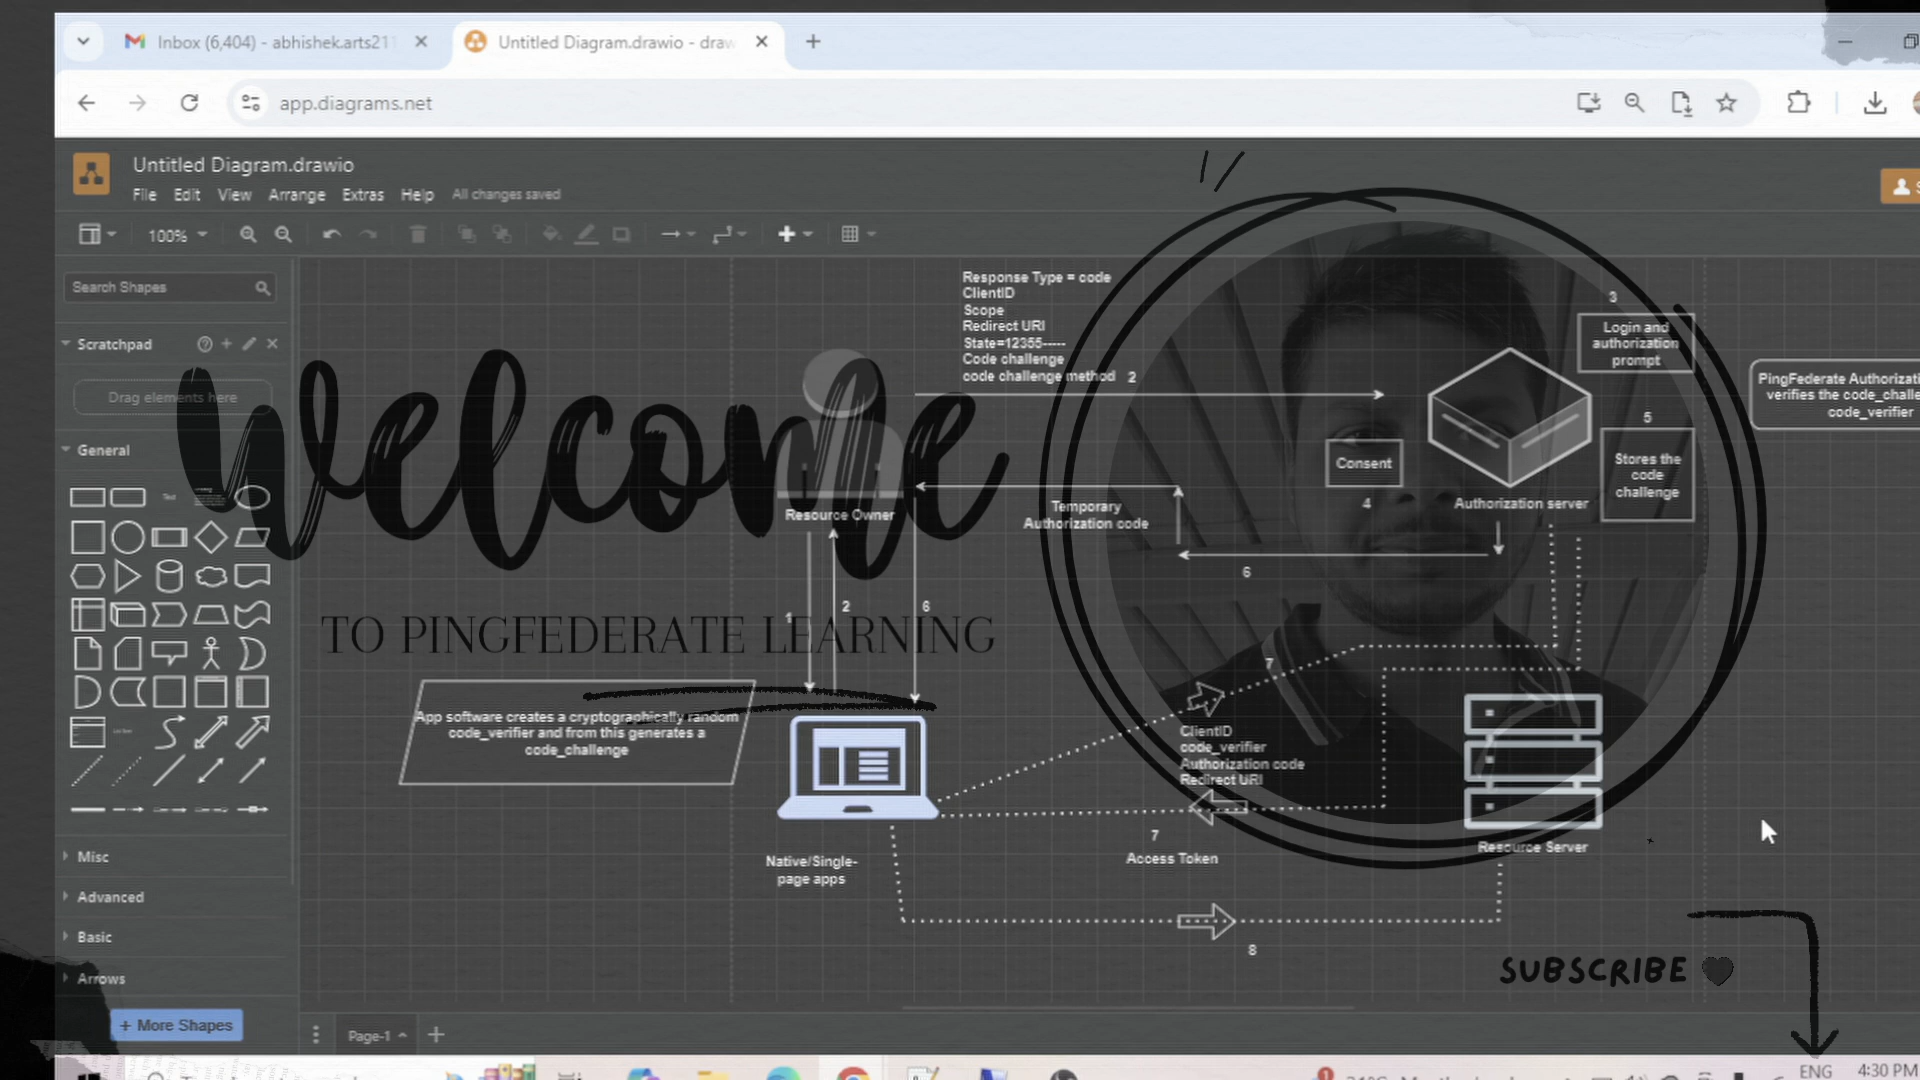 Inbox (6,404) - abhishek.arts211
Untitled Diagram.drawio - draw
app.diagrams.net
Untitled Diagram.drawio
File Edit View Arrange Extras Help All changes saved
100%
Search Shapes
Scratchpad
Drag elements here
General
Text
Misc
Advanced
Basic
Arrows
+ More Shapes
Page-1
Response Type = code
ClientID
Scope
Redirect URI
State=12355-----
Code challenge
code challenge method 2
welcome
TO PINGFEDERATE LEARNING
Resource Owner
1
2
6
App software creates a cryptographically random
code_verifier and from this generates a
code_challenge
Native/Single-
page apps
Temporary
Authorization code
6
Consent
4
Authorization server
3
Login and
authorization
prompt
5
Stores the
code
challenge
PingFederate Authorizati
verifies the code_challe
code_verifier
7
ClientID
code_verifier
Authorization code
Redirect URI
7
Access Token
Resource Server
8
SUBSCRIBE
ENG
4:30 PM